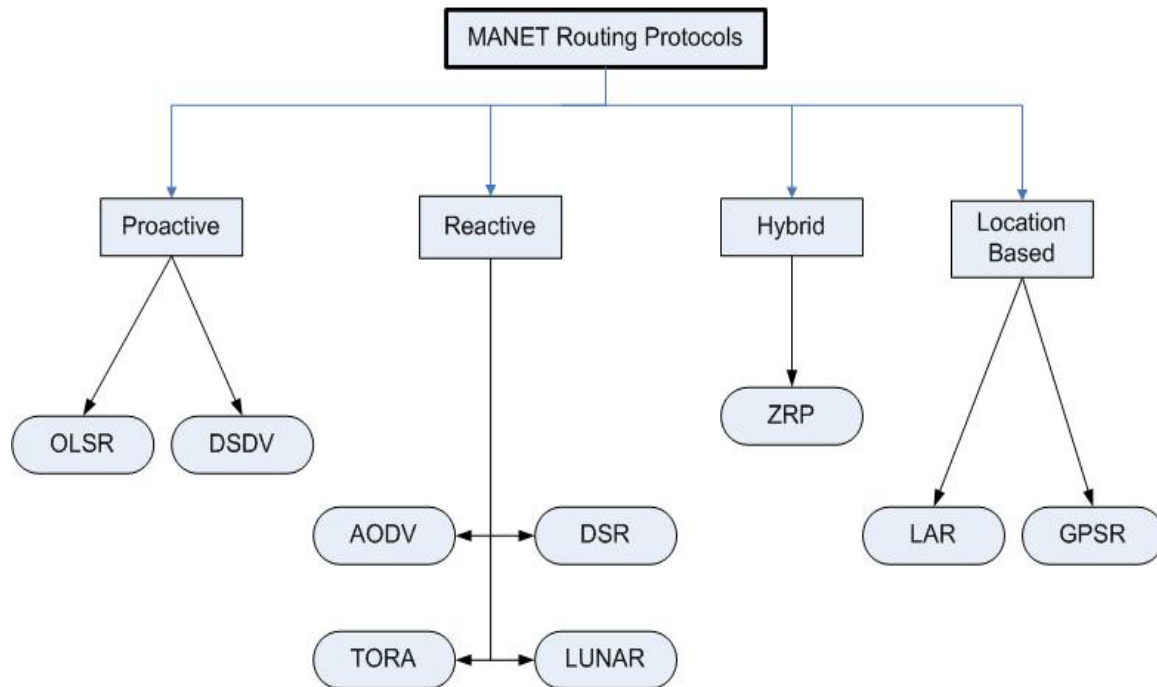 MANET Routing Protocols
Proactive
Reactive
Hybrid
Location
Based
OLSR
DSDV
ZRP
AODV
DSR
LAR
GPSR
TORA
LUNAR